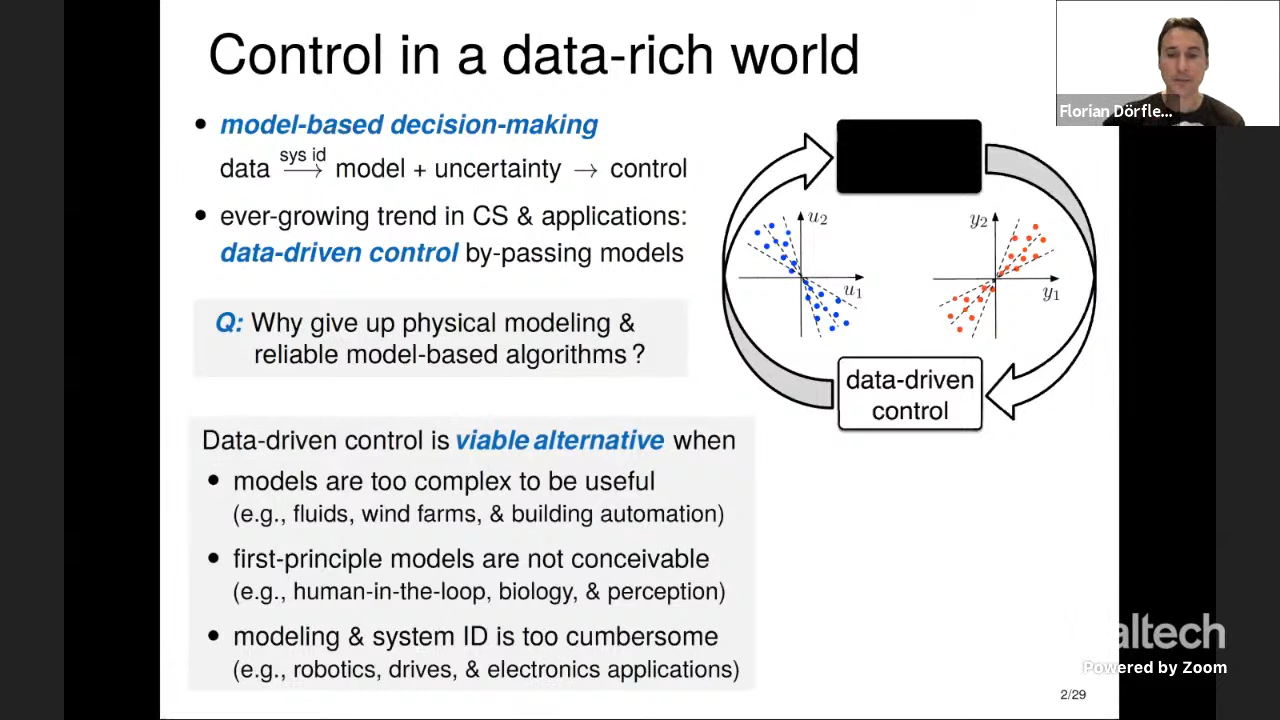 Control in a data-rich world
Florian Dörfle...
• model-based decision-making
data sys id → model + uncertainty → control
• ever-growing trend in CS & applications:
data-driven control by-passing models
Q: Why give up physical modeling &
reliable model-based algorithms ?
u2
u1
y2
y1
data-driven
control
Data-driven control is viable alternative when
• models are too complex to be useful
(e.g., fluids, wind farms, & building automation)
• first-principle models are not conceivable
(e.g., human-in-the-loop, biology, & perception)
• modeling & system ID is too cumbersome
(e.g., robotics, drives, & electronics applications)
altech
Powered by Zoom
2/29